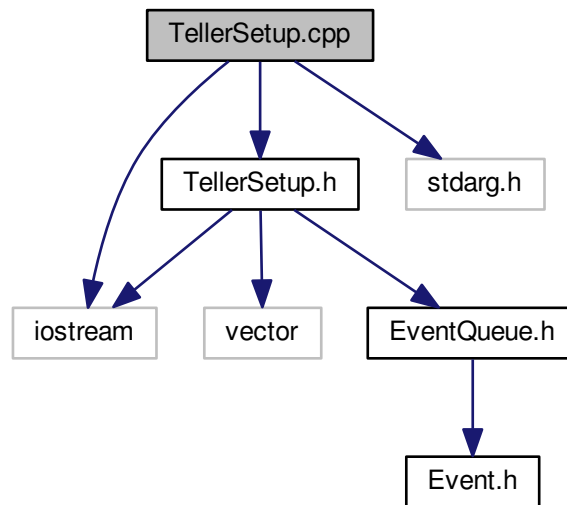 TellerSetup.cpp
TellerSetup.h
stdarg.h
iostream
vector
EventQueue.h
Event.h